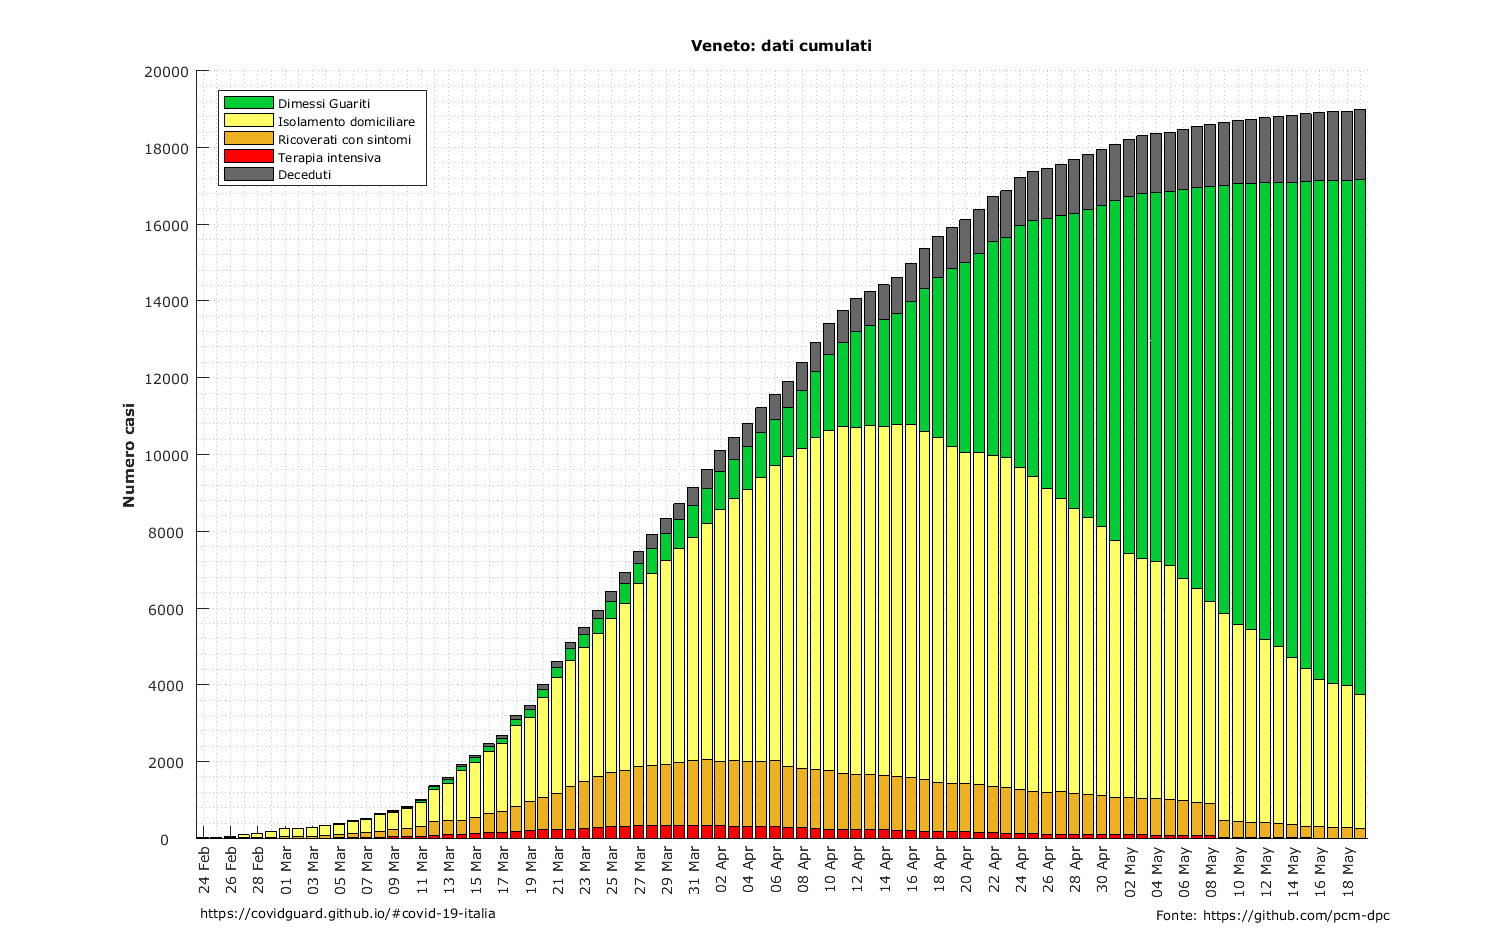 Veneto: dati cumulati
20000
18000
16000
14000
12000
10000
8000
6000
4000
2000
0
Numero casi
Dimessi Guariti
Isolamento domiciliare
Ricoverati con sintomi
Terapia intensiva
Deceduti
24 Feb
26 Feb
28 Feb
01 Mar
03 Mar
05 Mar
07 Mar
09 Mar
11 Mar
13 Mar
15 Mar
17 Mar
19 Mar
21 Mar
23 Mar
25 Mar
27 Mar
29 Mar
31 Mar
02 Apr
04 Apr
06 Apr
08 Apr
10 Apr
12 Apr
14 Apr
16 Apr
18 Apr
20 Apr
22 Apr
24 Apr
26 Apr
28 Apr
30 Apr
02 May
04 May
06 May
08 May
10 May
12 May
14 May
16 May
18 May
https://covidguard.github.io/#covid-19-italia
Fonte: https://github.com/pcm-dpc